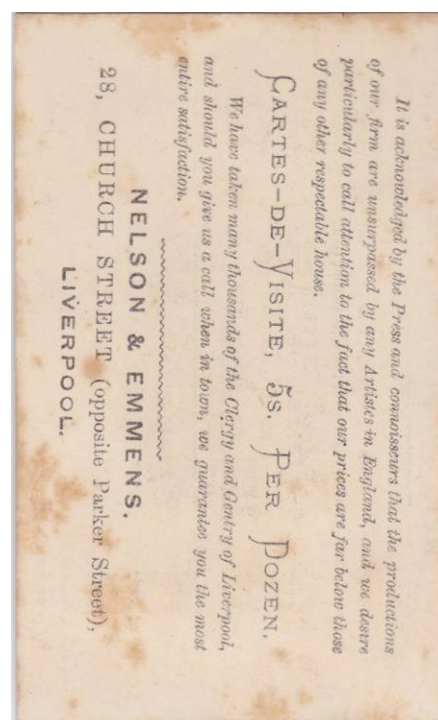 It is acknowledged by the Press and connoisseurs that the productions
of our firm are unsurpassed by any Artistes in England, and we desire
particularly to call attention to the fact that our prices are far below those
of any other respectable house.
CARTES-DE-VISITE, 5S. PER DOZEN.
We have taken many thousands of the Clergy and Gentry of Liverpool,
and should you give us a call when in town, we guarantee you the most
entire satisfaction.
NELSON & EMMENS.
28, CHURCH STREET (opposite Parker Street),
LIVERPOOL.